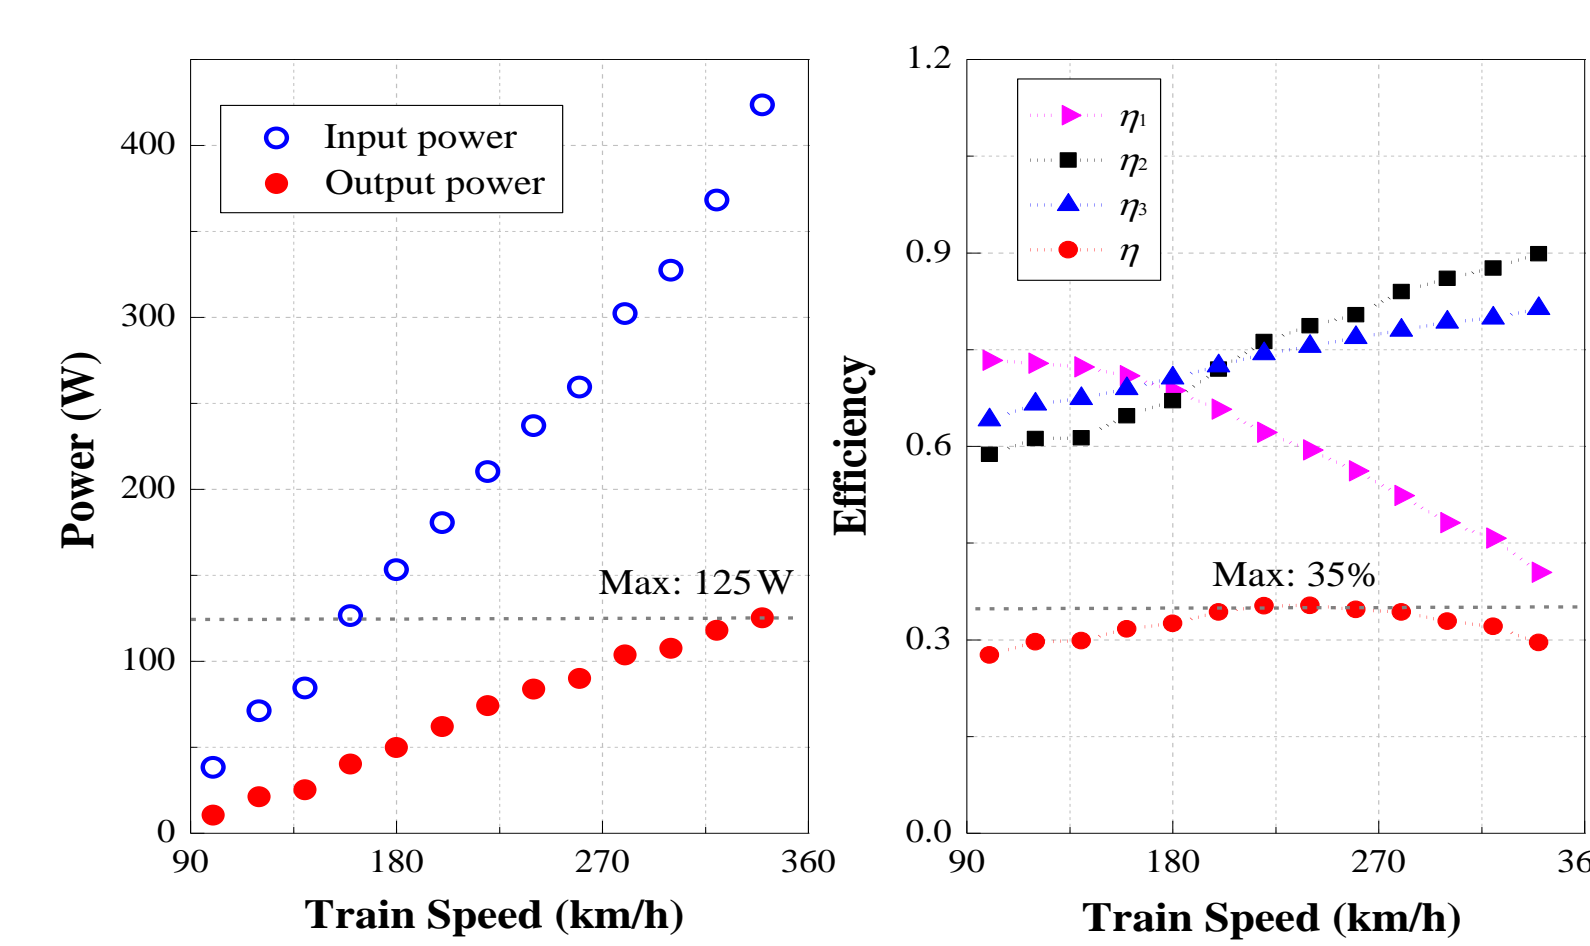 Input power
Output power
Max: 125W
400
300
200
100
0
90
180
270
360
Power (W)
Train Speed (km/h)
η1
η2
η3
η
Max: 35%
1.2
0.9
0.6
0.3
0.0
90
180
270
36
Efficiency
Train Speed (km/h)